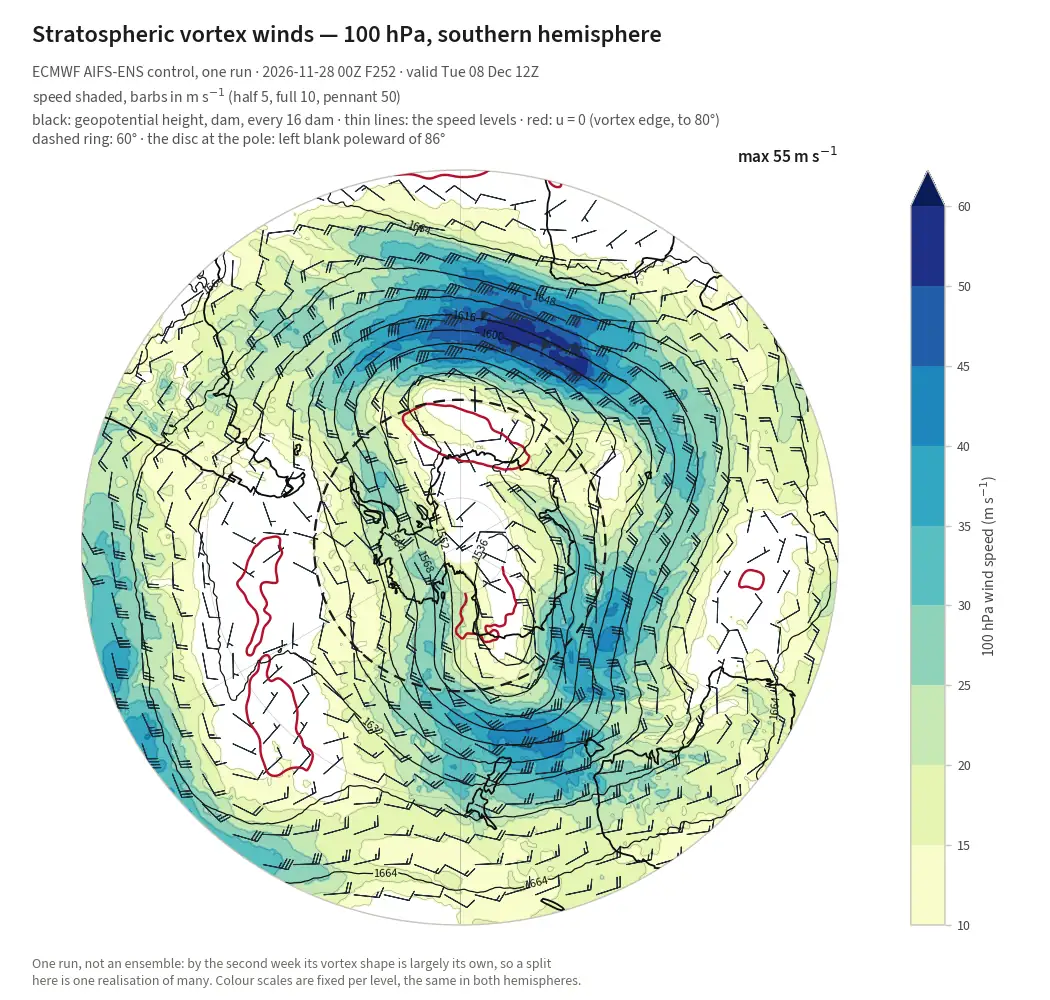 Stratospheric vortex winds — 100 hPa, southern hemisphere
ECMWF AIFS-ENS control, one run · 2026-11-28 00Z F252 · valid Tue 08 Dec 12Z
speed shaded, barbs in m s⁻¹ (half 5, full 10, pennant 50)
black: geopotential height, dam, every 16 dam · thin lines: the speed levels · red: u = 0 (vortex edge, to 80°)
dashed ring: 60° · the disc at the pole: left blank poleward of 86°
max 55 m s⁻¹
1664
1648
1616
1600
1536
1568
1664
1664
1664
60
50
45
40
35
30
25
20
15
10
100 hPa wind speed (m s⁻¹)
One run, not an ensemble: by the second week its vortex shape is largely its own, so a split
here is one realisation of many. Colour scales are fixed per level, the same in both hemispheres.